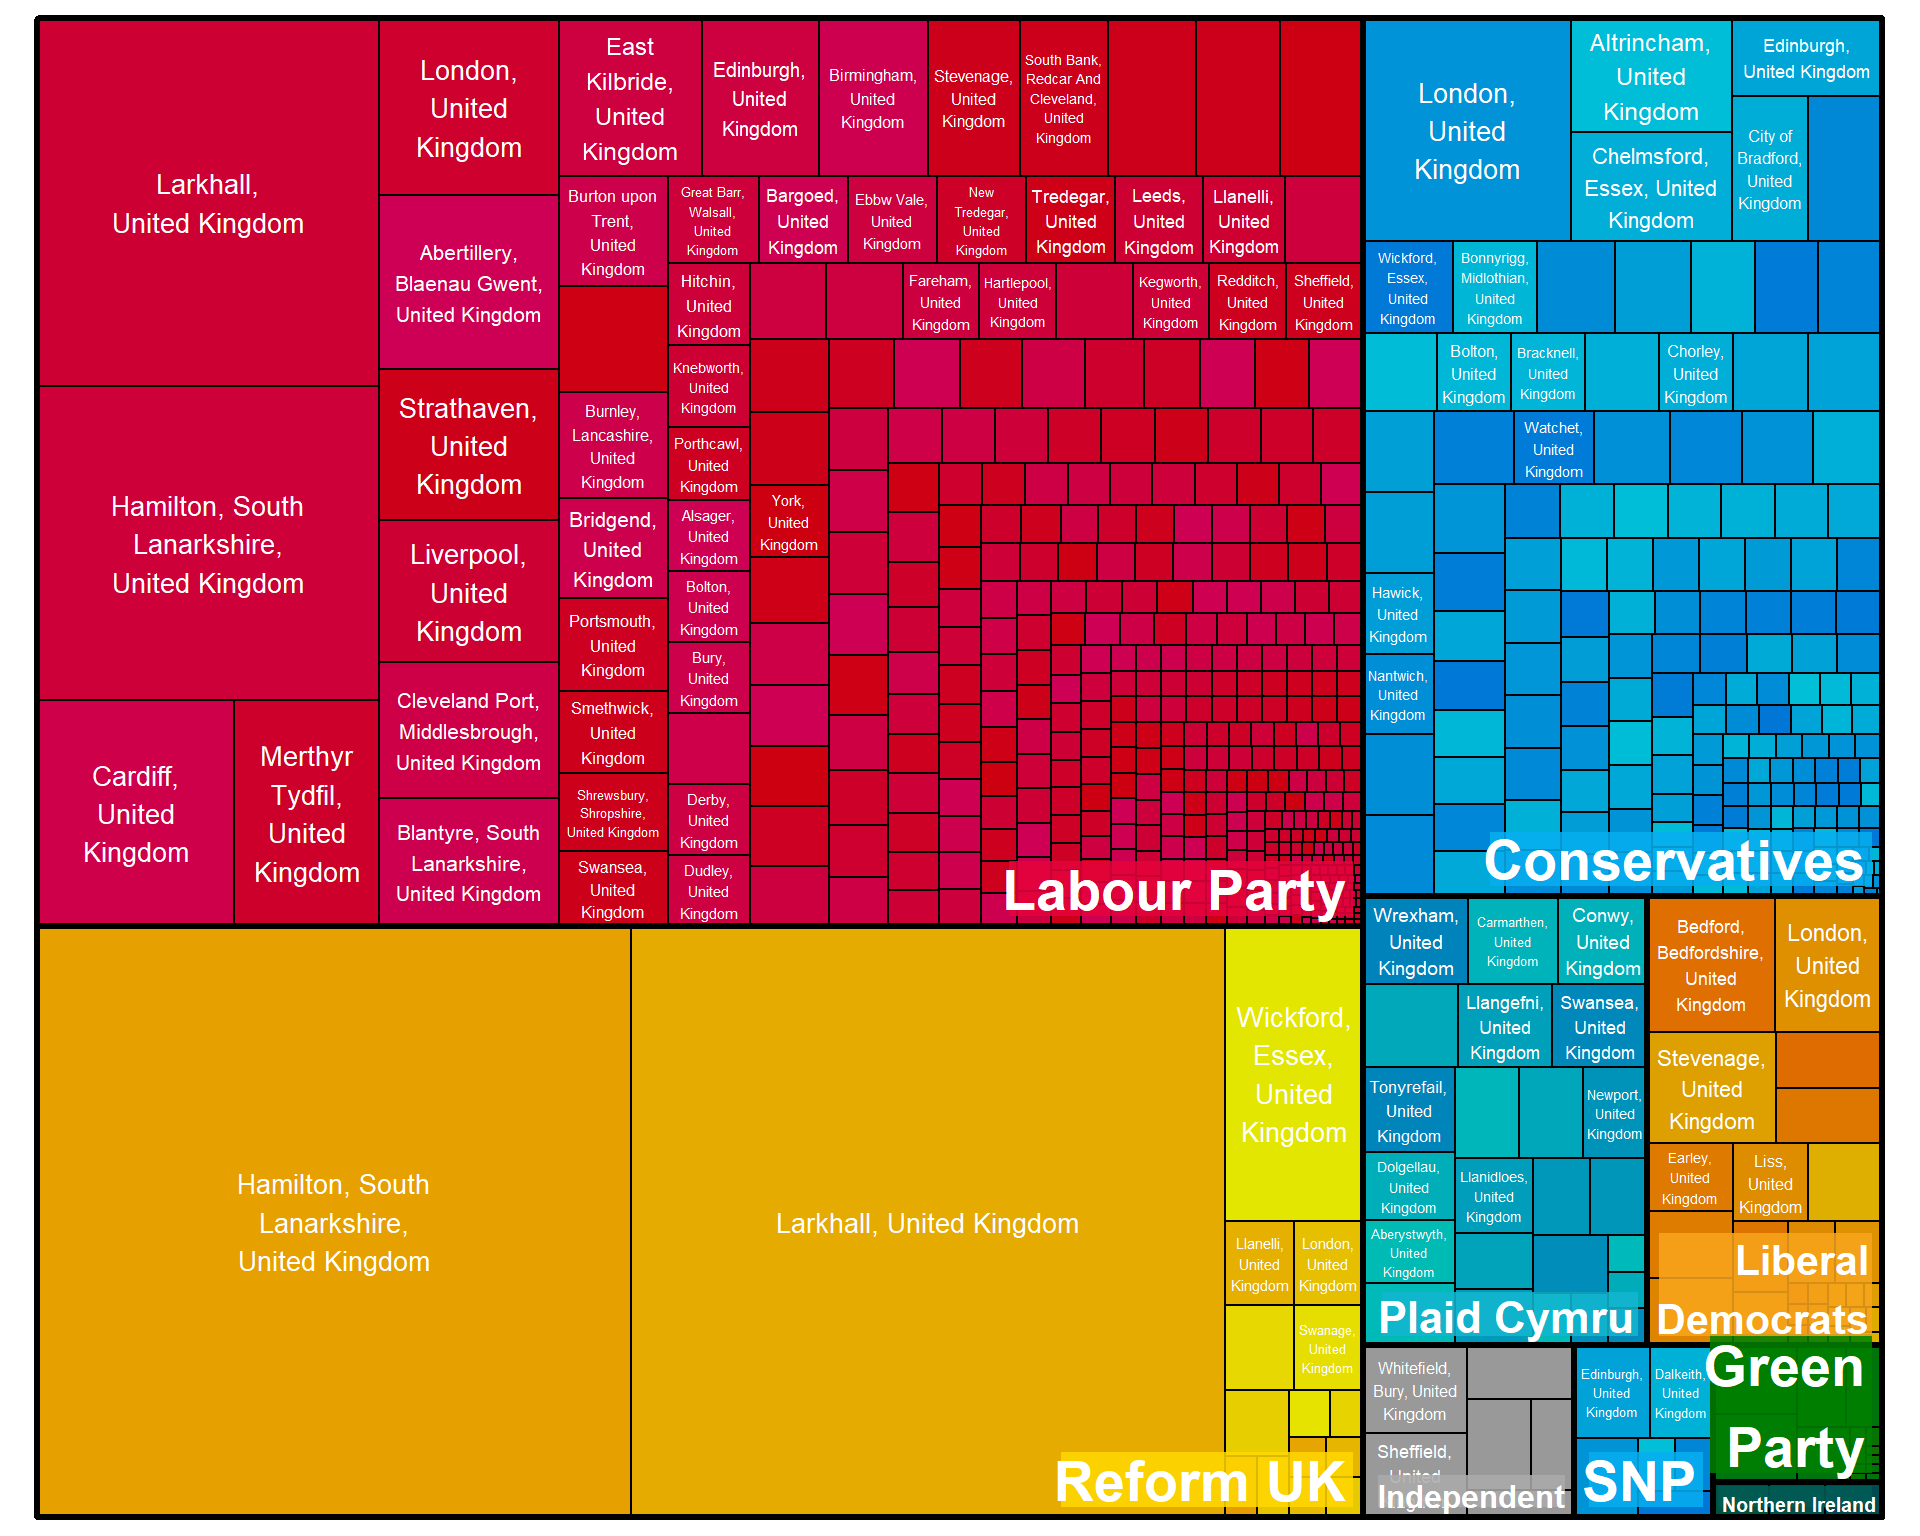 Larkhall,
United Kingdom
Hamilton, South
Lanarkshire,
United Kingdom
Cardiff,
United
Kingdom
Merthyr
Tydfil,
United
Kingdom
London,
United
Kingdom
Abertillery,
Blaenau Gwent,
United Kingdom
Strathaven,
United
Kingdom
Liverpool,
United
Kingdom
Cleveland Port,
Middlesbrough,
United Kingdom
Blantyre, South
Lanarkshire,
United Kingdom
East
Kilbride,
United
Kingdom
Edinburgh,
United
Kingdom
Birmingham,
United
Kingdom
Stevenage,
United
Kingdom
South Bank,
Redcar And
Cleveland,
United
Kingdom
Burton upon
Trent,
United
Kingdom
Burnley,
Lancashire,
United
Kingdom
Bridgend,
United
Kingdom
Portsmouth,
United
Kingdom
Smethwick,
United
Kingdom
Shrewsbury,
Shropshire,
United Kingdom
Swansea,
United
Kingdom
Great Barr,
Walsall,
United
Kingdom
Bargoed,
United
Kingdom
Ebbw Vale,
United
Kingdom
New
Tredegar,
United
Kingdom
Tredegar,
United
Kingdom
Leeds,
United
Kingdom
Llanelli,
United
Kingdom
Hitchin,
United
Kingdom
Knebworth,
United
Kingdom
Porthcawl,
United
Kingdom
Alsager,
United
Kingdom
Bolton,
United
Kingdom
Bury,
United
Kingdom
Derby,
United
Kingdom
Dudley,
United
Kingdom
Fareham,
United
Kingdom
Hartlepool,
United
Kingdom
Kegworth,
United
Kingdom
Redditch,
United
Kingdom
Sheffield,
United
Kingdom
York,
United
Kingdom
Labour Party
London,
United
Kingdom
Altrincham,
United
Kingdom
Chelmsford,
Essex, United
Kingdom
Edinburgh,
United Kingdom
City of
Bradford,
United
Kingdom
Wickford,
Essex,
United
Kingdom
Bonnyrigg,
Midlothian,
United
Kingdom
Bolton,
United
Kingdom
Bracknell,
United
Kingdom
Chorley,
United
Kingdom
Watchet,
United
Kingdom
Hawick,
United
Kingdom
Nantwich,
United
Kingdom
Conservatives
Hamilton, South
Lanarkshire,
United Kingdom
Larkhall, United Kingdom
Wickford,
Essex,
United
Kingdom
Llanelli,
United
Kingdom
London,
United
Kingdom
Swanage,
United
Kingdom
Reform UK
Wrexham,
United
Kingdom
Carmarthen,
United
Kingdom
Conwy,
United
Kingdom
Llangefni,
United
Kingdom
Swansea,
United
Kingdom
Tonyrefail,
United
Kingdom
Newport,
United
Kingdom
Dolgellau,
United
Kingdom
Llanidloes,
United
Kingdom
Aberystwyth,
United
Kingdom
Plaid Cymru
Bedford,
Bedfordshire,
United
Kingdom
London,
United
Kingdom
Stevenage,
United
Kingdom
Earley,
United
Kingdom
Liss,
United
Kingdom
Liberal
Democrats
Whitefield,
Bury, United
Kingdom
Sheffield,
United
Kingdom
Independent
Edinburgh,
United
Kingdom
Dalkeith,
United
Kingdom
SNP
Green
Party
Northern Ireland